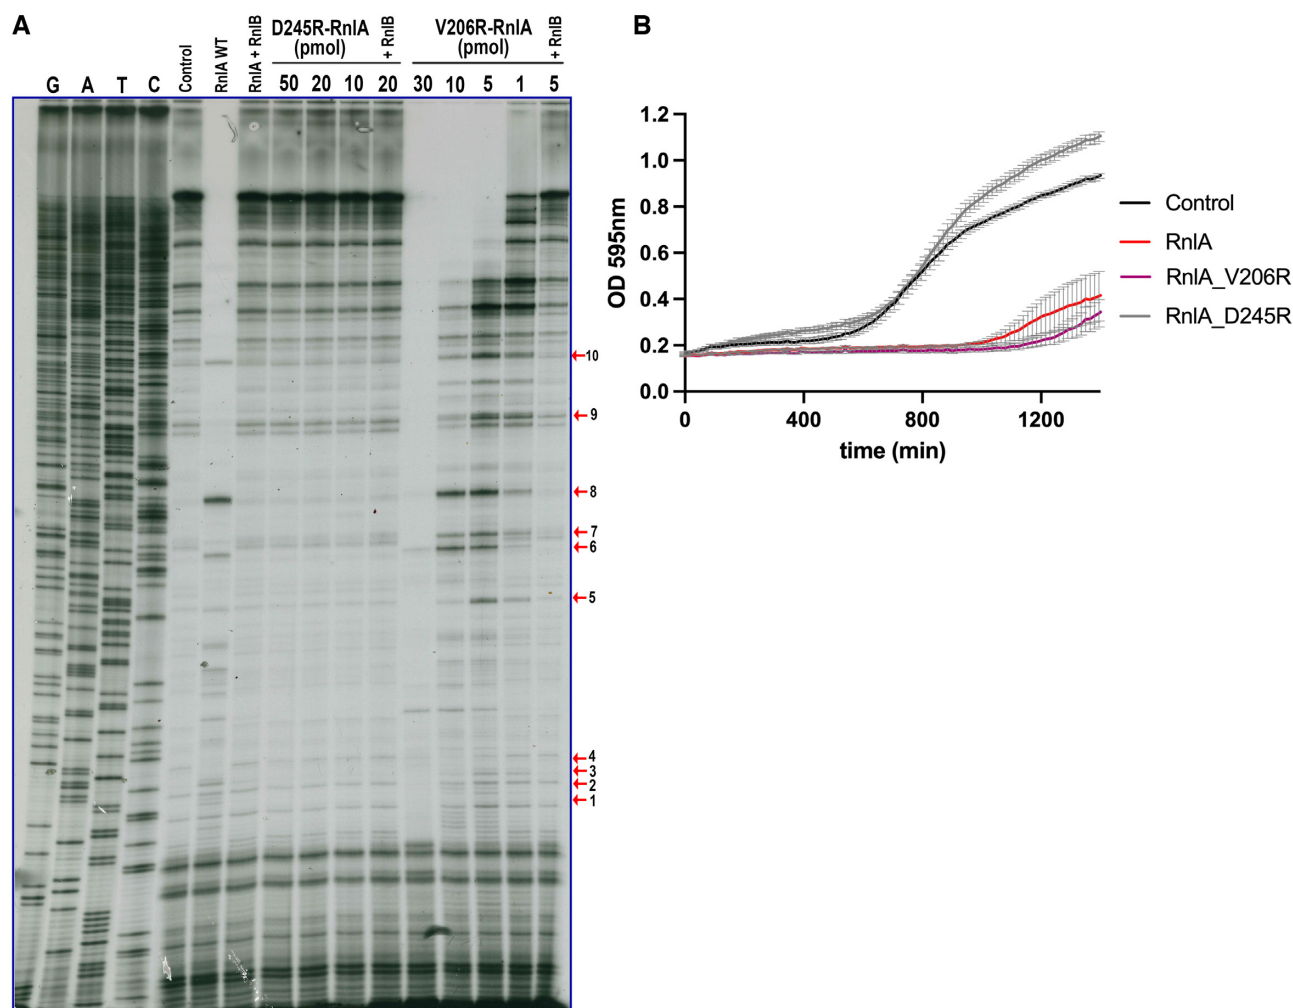 A
G A T C
Control
RnlA WT
RnlA + RnlB
D245R-RnlA
(pmol)
50 20 10
+ RnlB
20
V206R-RnlA
(pmol)
30 10 5 1
+ RnlB
5
10
9
8
7
6
5
4
3
2
1
B
OD 595nm
1.2
1.0
0.8
0.6
0.4
0.2
0.0
0 400 800 1200
time (min)
Control
RnlA
RnlA_V206R
RnlA_D245R